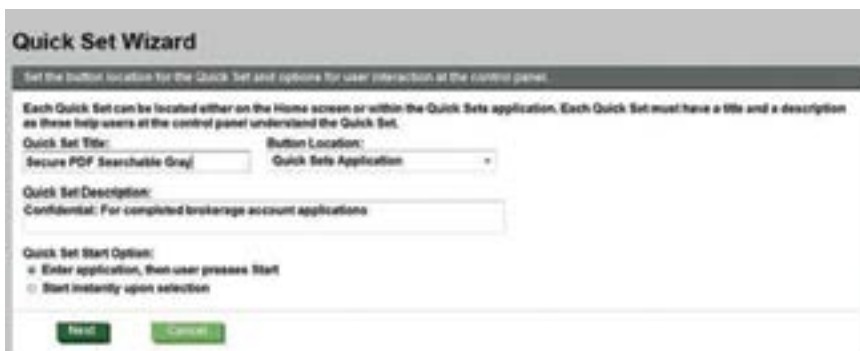 Quick Set Wizard
Set the button location for the Quick Set and options for user interaction at the control panel.
Each Quick Set can be located either on the Home screen or within the Quick Sets application. Each Quick Set must have a title and a description
as these help users at the control panel understand the Quick Set.
Quick Set Title: Button Location:
Secure PDF Searchable Gray Quick Sets Application
Quick Set Description:
Confidential: For completed brokerage account applications
Quick Set Start Option:
Enter application, then user presses Start
Start instantly upon selection
Next Cancel